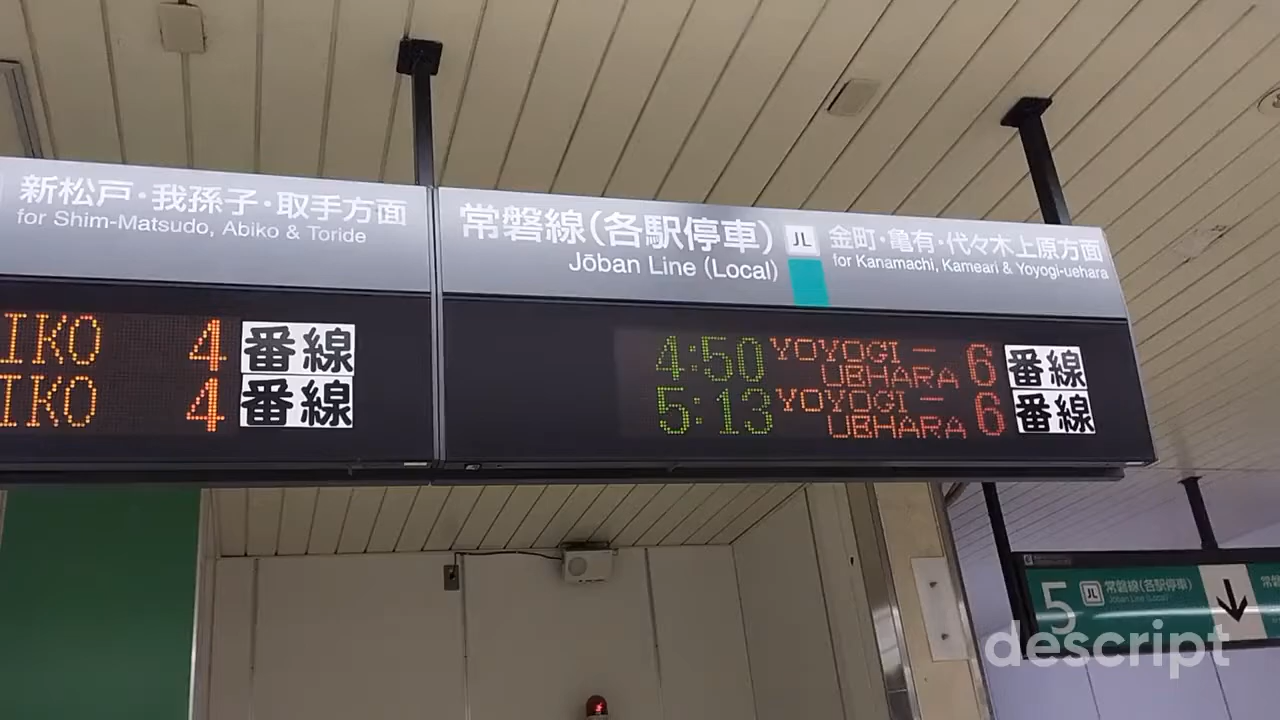 新松戸・我孫子・取手方面
for Shim-Matsudo, Abiko & Toride
IKO 4 番線
IKO 4 番線
常磐線(各駅停車) JL 金町・亀有・代々木上原方面
Jōban Line (Local) for Kanamachi, Kameari & Yoyogi-uehara
4:50 YOYOGI-UEHARA 6 番線
5:13 YOYOGI-UEHARA 6 番線
5 JL 常磐線(各駅停車)
Jōban Line (Local)
descript